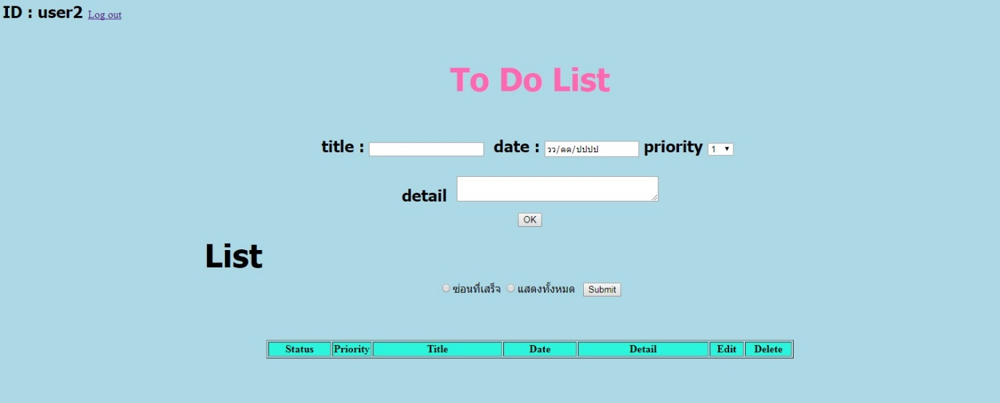 ID : user2 Log out
To Do List
title : date : วว/ดด/ปปปป priority 1
detail
OK
List
ซ่อนที่เสร็จ แสดงทั้งหมด Submit
Status Priority Title Date Detail Edit Delete